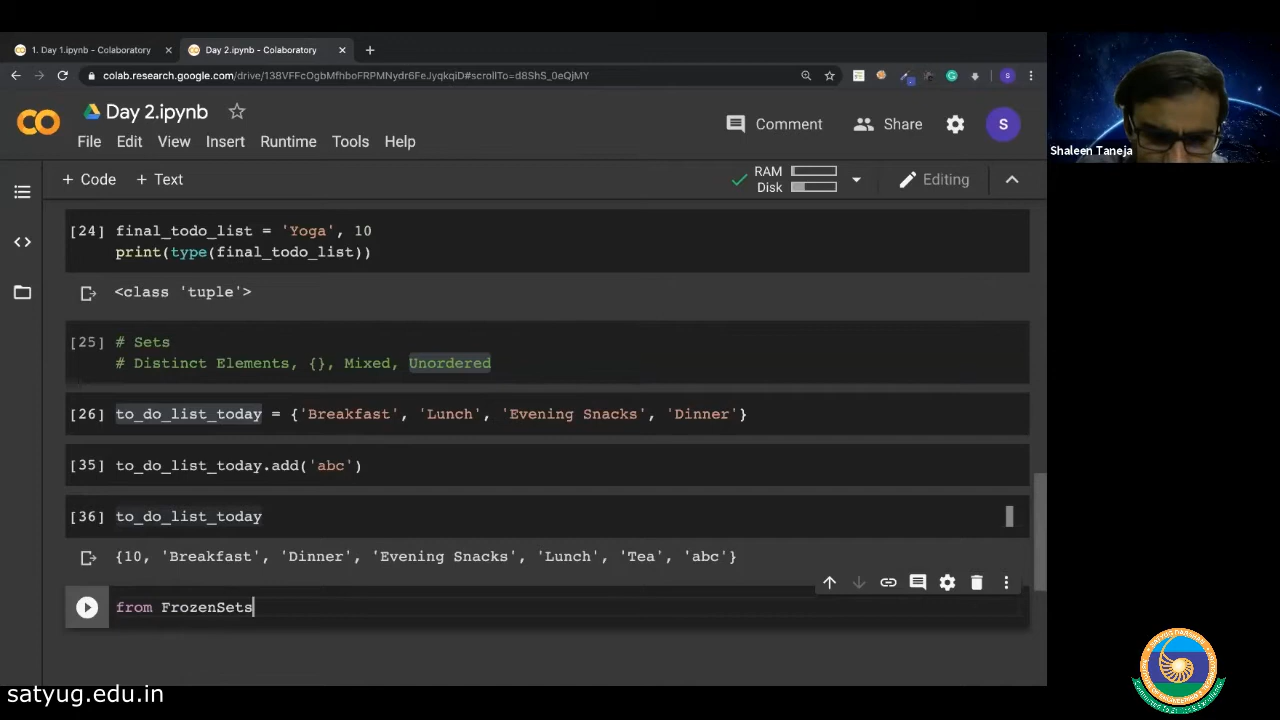 1. Day 1.ipynb - Colaboratory
Day 2.ipynb - Colaboratory
colab.research.google.com/drive/138VFFcOgbMfhboFRPMNydr6FeJyqkqiD#scrollTo=d8ShS_0eQjMY
S
CO
Day 2.ipynb
Comment
Share
S
File Edit View Insert Runtime Tools Help
Shaleen Taneja
+ Code + Text
RAM
Disk
Editing
[24] final_todo_list = 'Yoga', 10
print(type(final_todo_list))
<class 'tuple'>
[25] # Sets
# Distinct Elements, {}, Mixed, Unordered
[26] to_do_list_today = {'Breakfast', 'Lunch', 'Evening Snacks', 'Dinner'}
[35] to_do_list_today.add('abc')
[36] to_do_list_today
{10, 'Breakfast', 'Dinner', 'Evening Snacks', 'Lunch', 'Tea', 'abc'}
from FrozenSets
satyug.edu.in